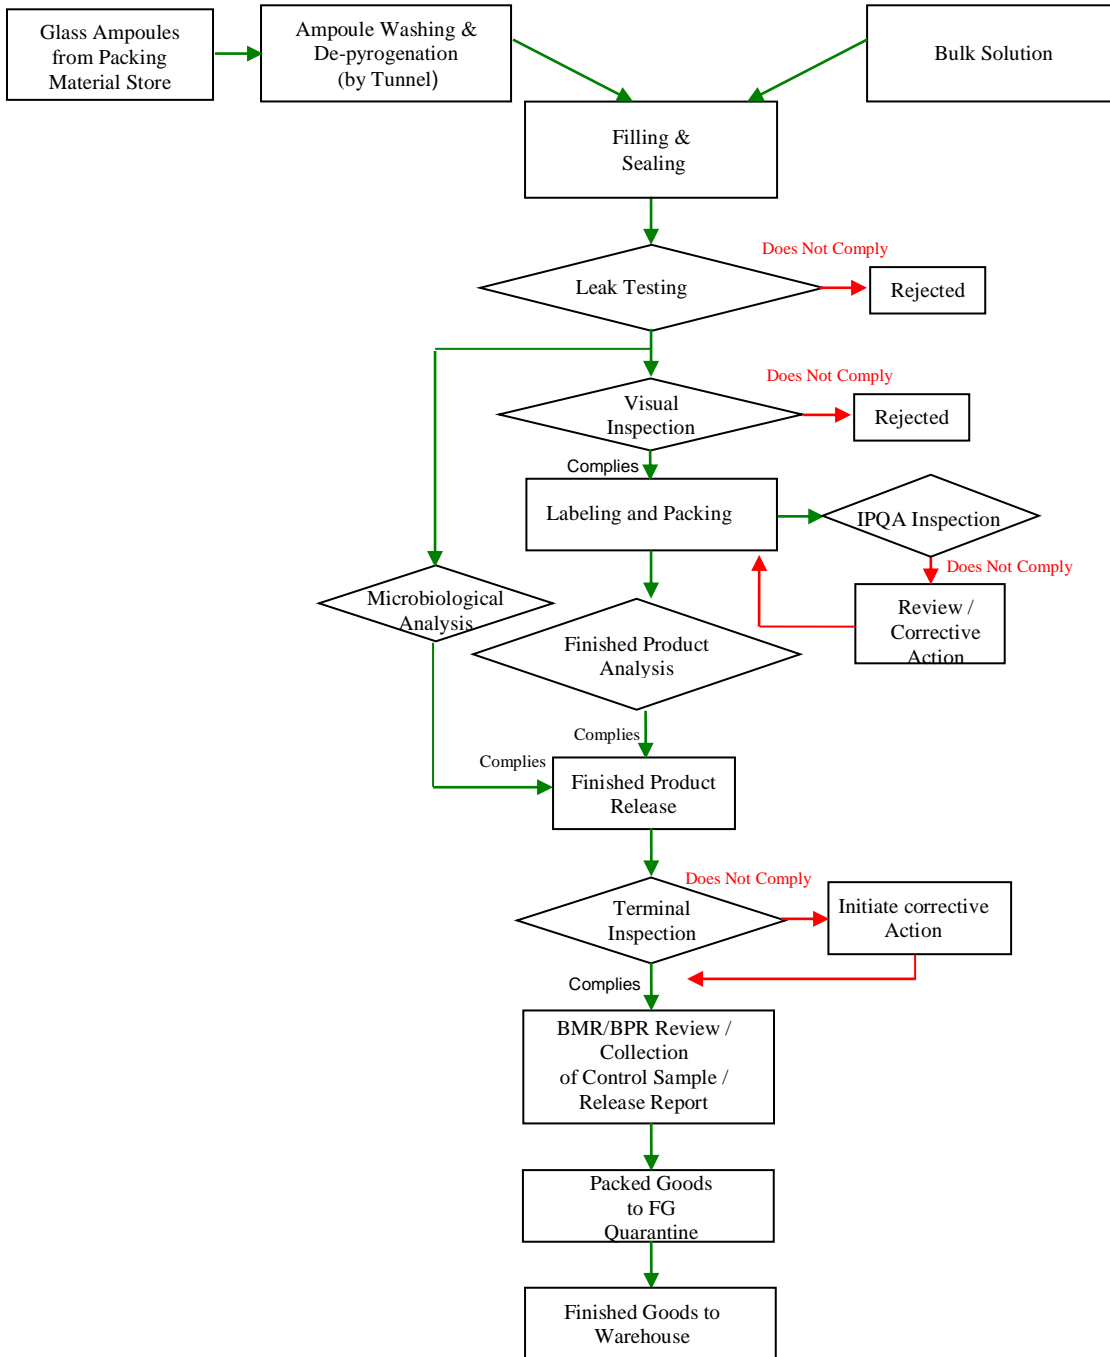 Glass Ampoules
from Packing
Material Store
Ampoule Washing &
De-pyrogenation
(by Tunnel)
Bulk Solution
Filling &
Sealing
Does Not Comply
Leak Testing
Rejected
Does Not Comply
Visual
Inspection
Rejected
Complies
Labeling and Packing
IPQA Inspection
Does Not Comply
Review /
Corrective
Action
Microbiological
Analysis
Finished Product
Analysis
Complies
Complies
Finished Product
Release
Does Not Comply
Terminal
Inspection
Initiate corrective
Action
Complies
BMR/BPR Review /
Collection
of Control Sample /
Release Report
Packed Goods
to FG
Quarantine
Finished Goods to
Warehouse